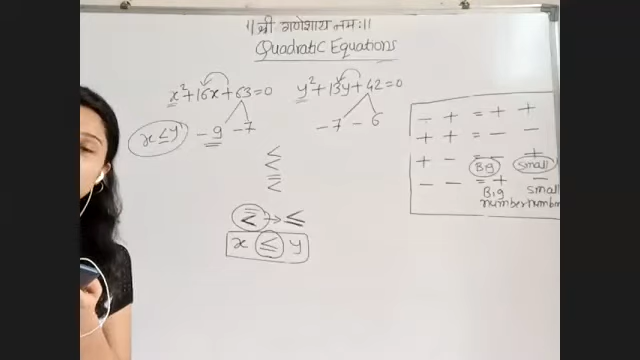 ॥ श्री गणेशाय नमः ॥
Quadratic Equations
x²+16x+63=0
-9 -7
x≤y
y²+13y+42=0
-7 -6
<
<
=
<
x ≤ y
- + = + +
+ + = - -
+ - = - +
Big small
- - = + -
Big small
number number